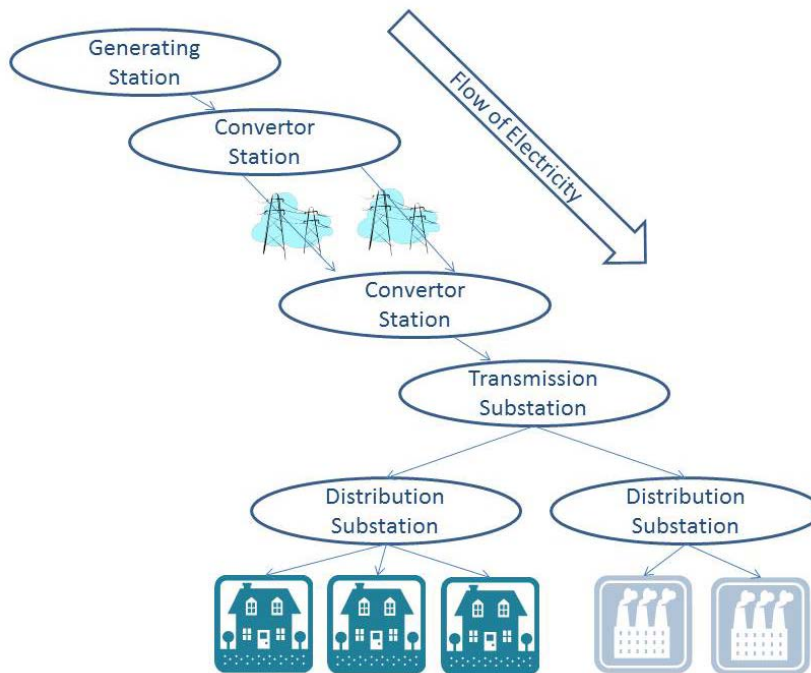 Generating
Station
Flow of Electricity
Convertor
Station
Convertor
Station
Transmission
Substation
Distribution
Substation
Distribution
Substation